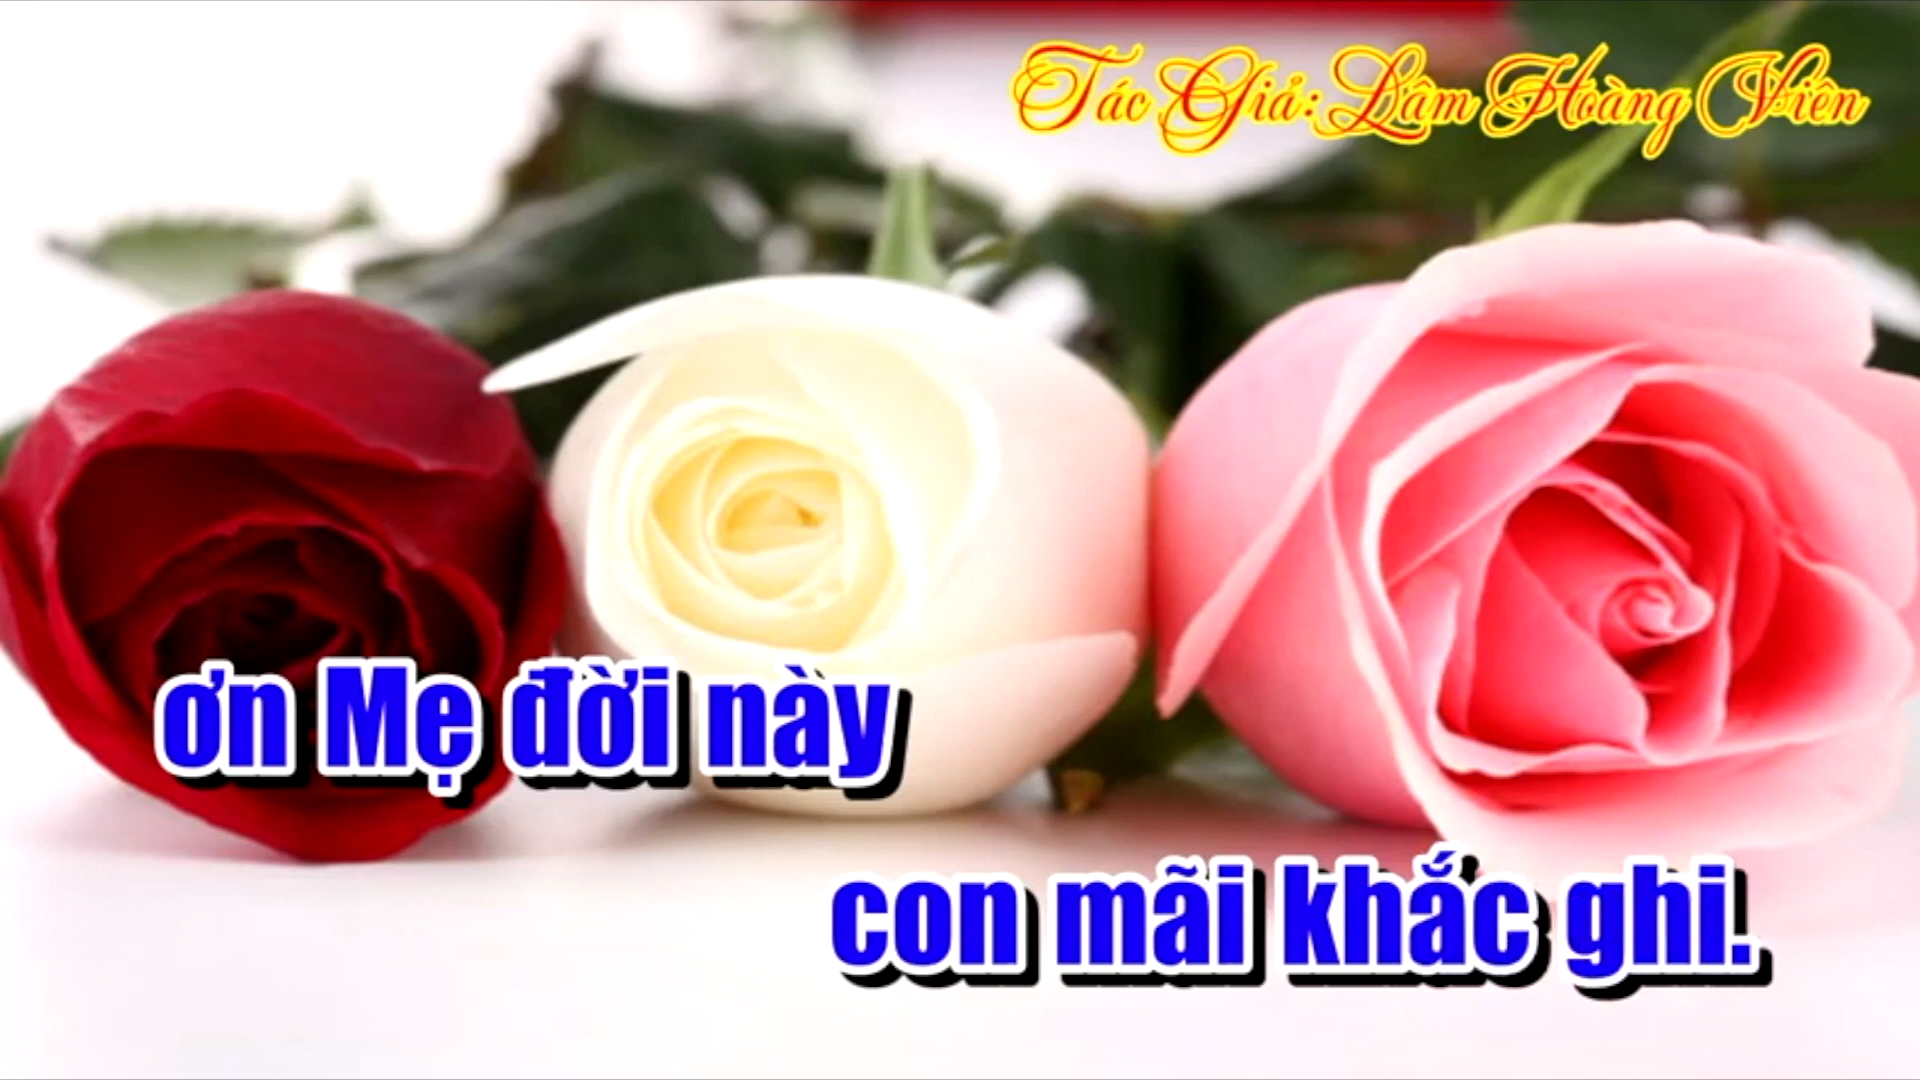 Tác Giả: Lâm Hoàng Viên
ơn Mẹ đời này
con mãi khắc ghi.